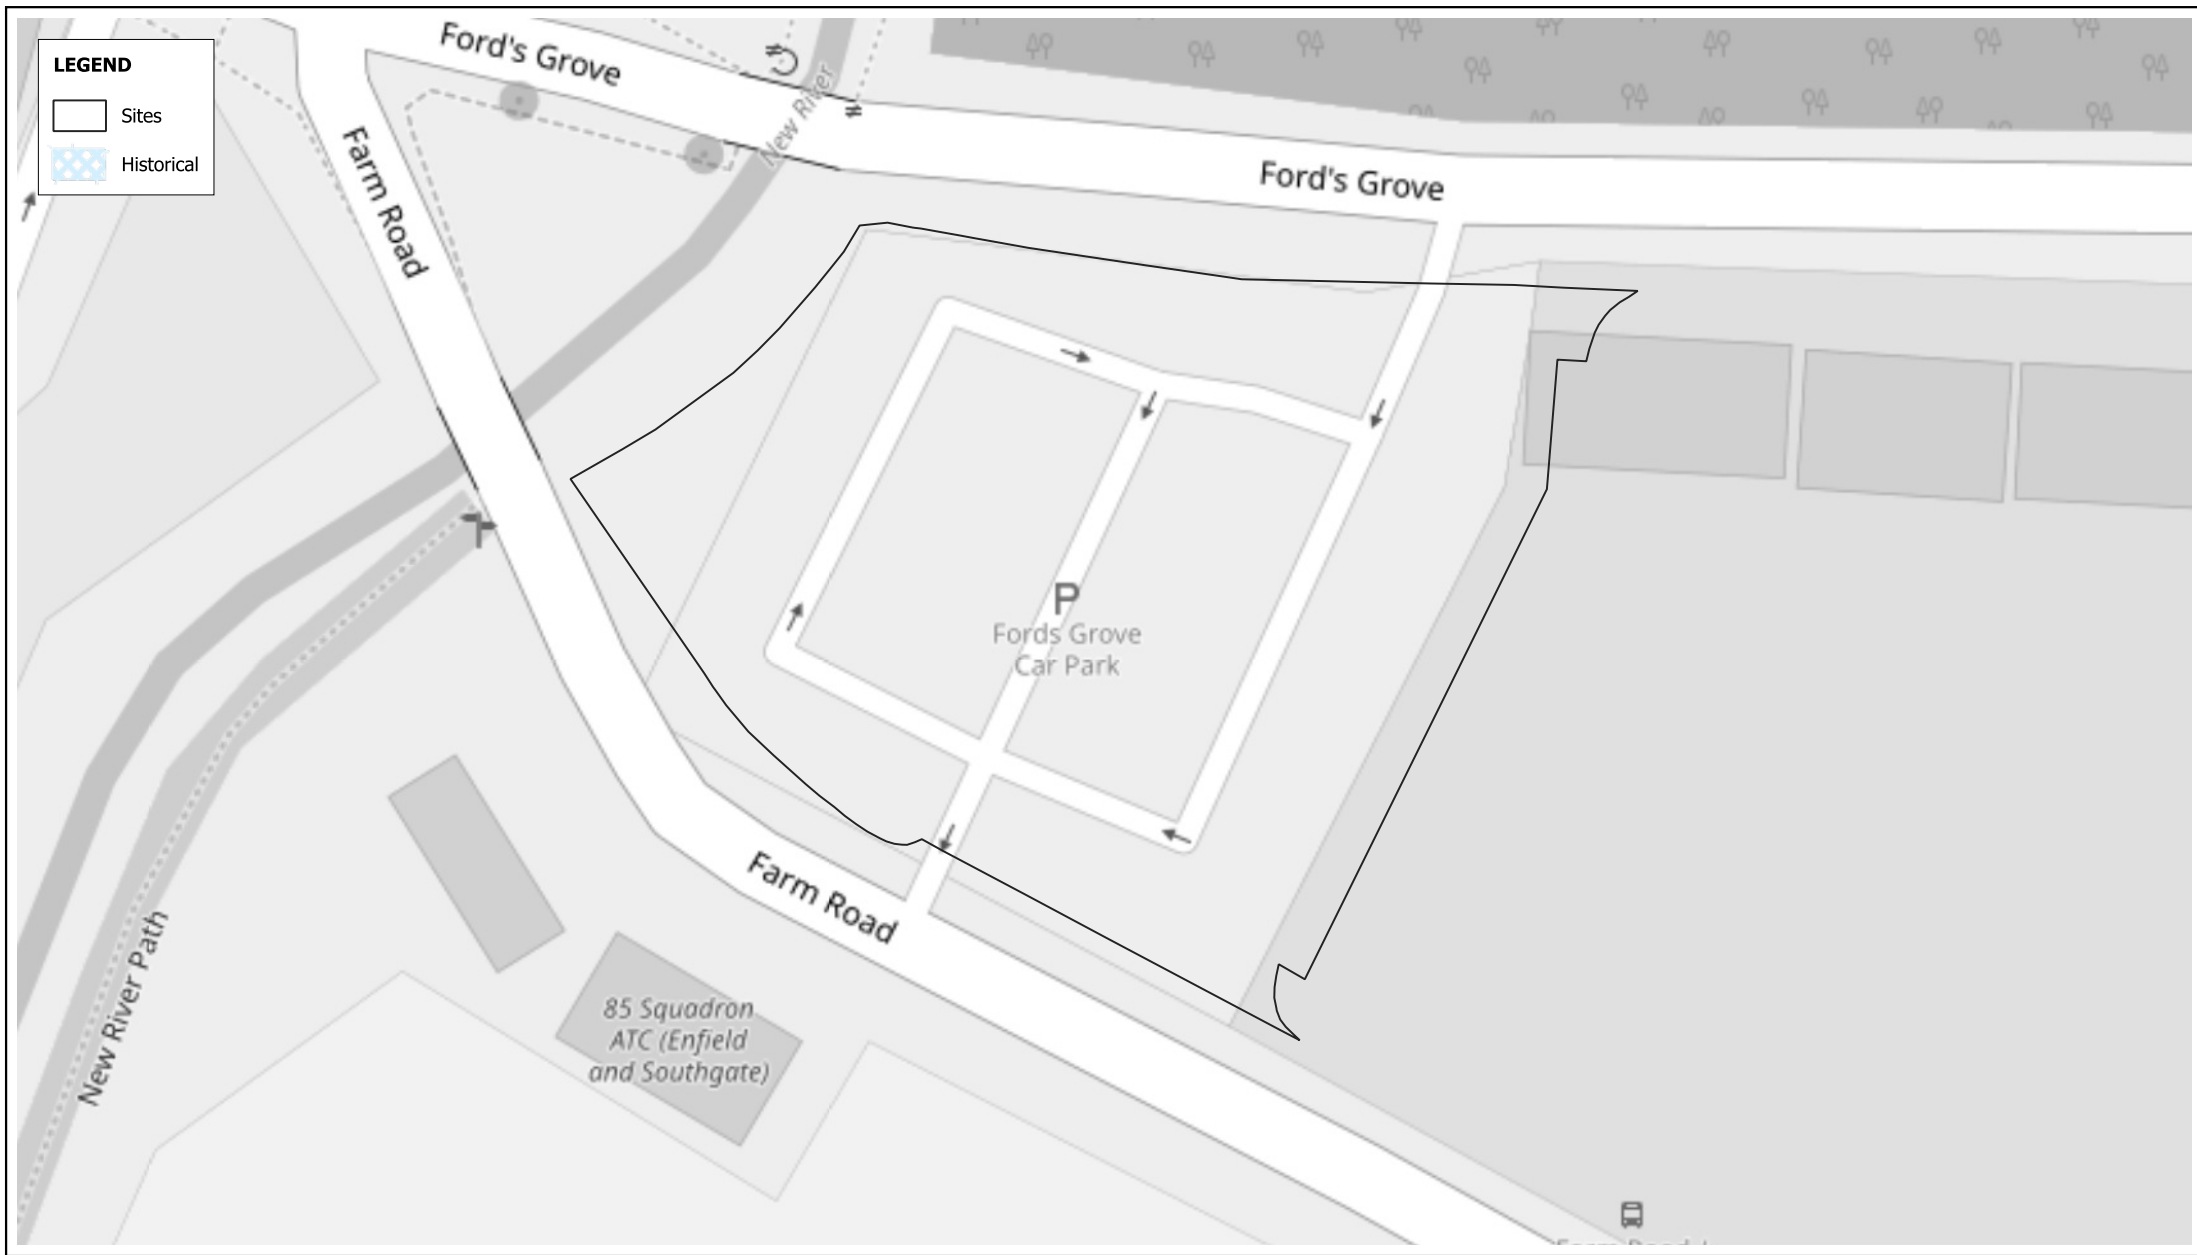 LEGEND
Sites
Historical
Ford's Grove
New River
Ford's Grove
Farm Road
P
Fords Grove
Car Park
Farm Road
New River Path
85 Squadron
ATC (Enfield
and Southgate)